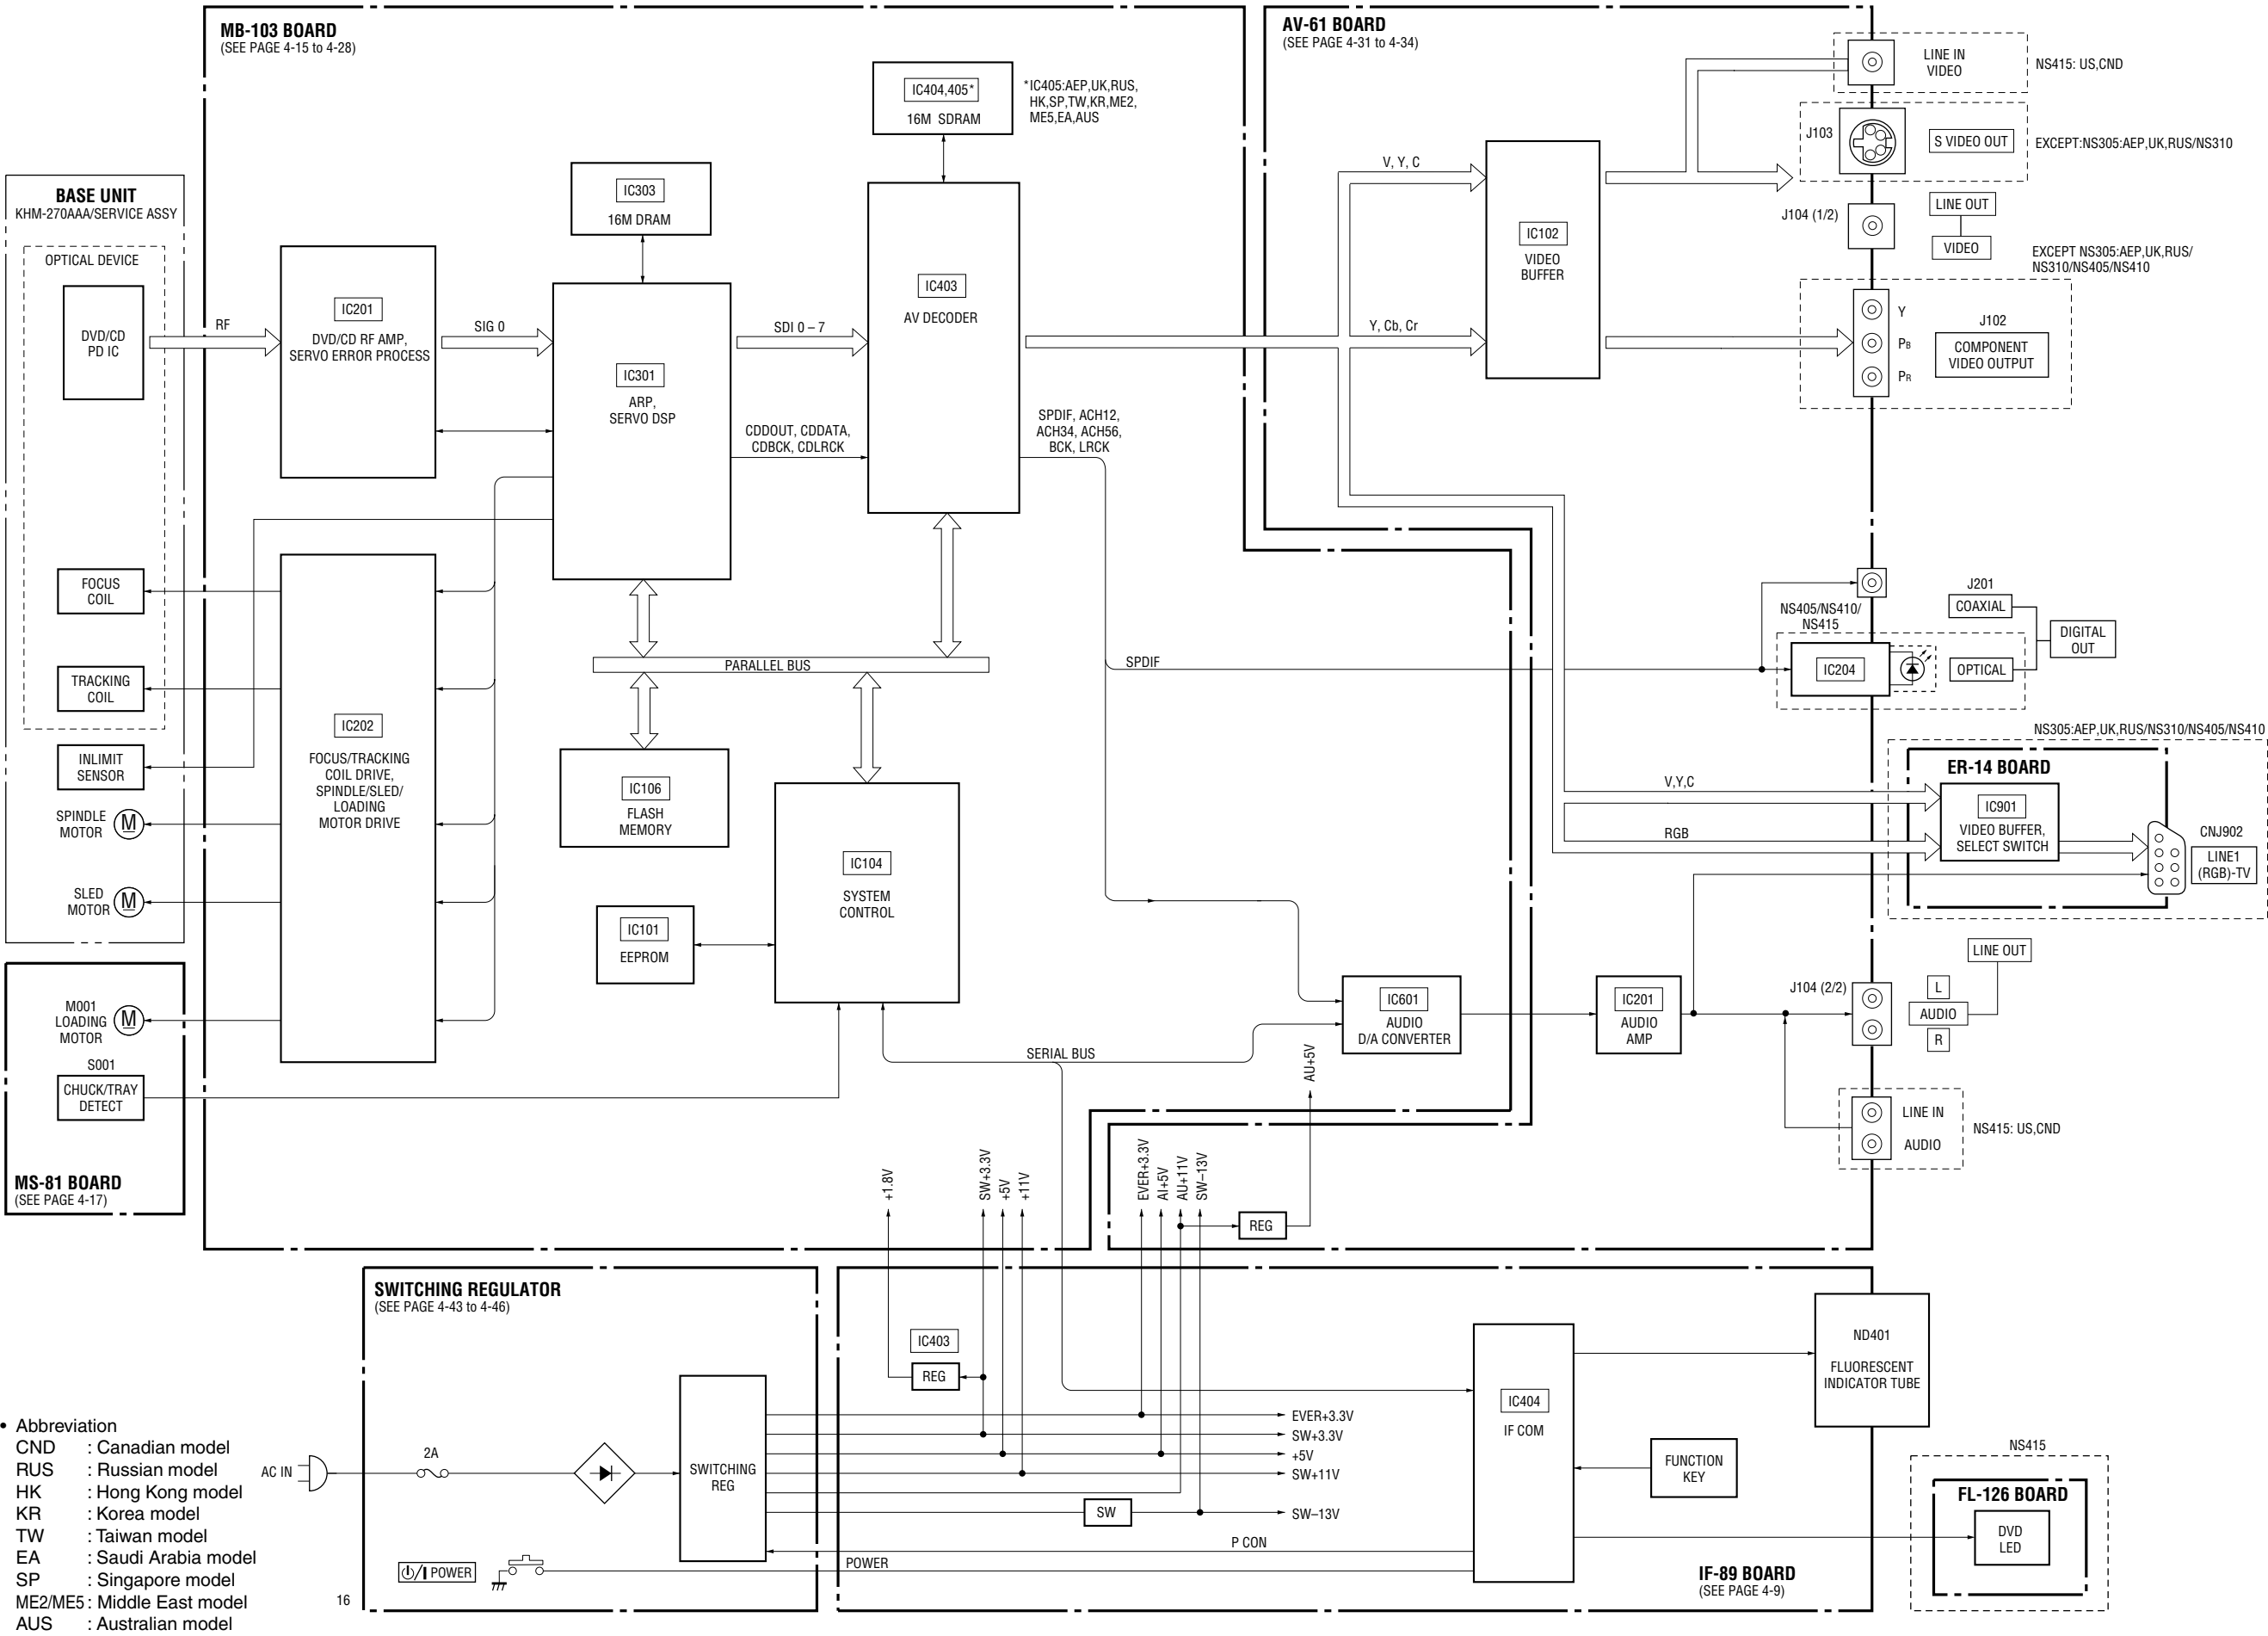 MB-103 BOARD
(SEE PAGE 4-15 to 4-28)
AV-61 BOARD
(SEE PAGE 4-31 to 4-34)
LINE IN
VIDEO
NS415: US,CND
IC404,405*
16M SDRAM
*IC405:AEP,UK,RUS,
HK,SP,TW,KR,ME2,
ME5,EA,AUS
J103
S VIDEO OUT
EXCEPT:NS305:AEP,UK,RUS/NS310
IC303
16M DRAM
V, Y, C
IC102
VIDEO
BUFFER
J104 (1/2)
LINE OUT
VIDEO
BASE UNIT
KHM-270AAA/SERVICE ASSY
OPTICAL DEVICE
DVD/CD
PD IC
RF
IC201
DVD/CD RF AMP,
SERVO ERROR PROCESS
SIG 0
IC301
ARP,
SERVO DSP
SDI 0 – 7
IC403
AV DECODER
Y, Cb, Cr
EXCEPT NS305:AEP,UK,RUS/
NS310/NS405/NS410
Y
PB
PR
J102
COMPONENT
VIDEO OUTPUT
CDDOUT, CDDATA,
CDBCK, CDLRCK
SPDIF, ACH12,
ACH34, ACH56,
BCK, LRCK
FOCUS
COIL
TRACKING
COIL
INLIMIT
SENSOR
SPINDLE
MOTOR
M
SLED
MOTOR
M
IC202
FOCUS/TRACKING
COIL DRIVE,
SPINDLE/SLED/
LOADING
MOTOR DRIVE
PARALLEL BUS
SPDIF
NS405/NS410/
NS415
IC204
J201
COAXIAL
OPTICAL
DIGITAL
OUT
IC106
FLASH
MEMORY
IC104
SYSTEM
CONTROL
IC101
EEPROM
NS305:AEP,UK,RUS/NS310/NS405/NS410
ER-14 BOARD
V,Y,C
RGB
IC901
VIDEO BUFFER,
SELECT SWITCH
CNJ902
LINE1
(RGB)-TV
M001
LOADING
MOTOR
M
S001
CHUCK/TRAY
DETECT
MS-81 BOARD
(SEE PAGE 4-17)
SERIAL BUS
IC601
AUDIO
D/A CONVERTER
IC201
AUDIO
AMP
J104 (2/2)
LINE OUT
L
AUDIO
R
LINE IN
AUDIO
NS415: US,CND
+1.8V
SW+3.3V
+5V
+11V
EVER+3.3V
AI+5V
AU+11V
SW–13V
REG
AU+5V
SWITCHING REGULATOR
(SEE PAGE 4-43 to 4-46)
IC403
REG
AC IN
2A
SWITCHING
REG
EVER+3.3V
SW+3.3V
+5V
SW+11V
SW
SW–13V
P CON
POWER
POWER
IC404
IF COM
ND401
FLUORESCENT
INDICATOR TUBE
FUNCTION
KEY
IF-89 BOARD
(SEE PAGE 4-9)
NS415
FL-126 BOARD
DVD
LED
• Abbreviation
CND : Canadian model
RUS : Russian model
HK : Hong Kong model
KR : Korea model
TW : Taiwan model
EA : Saudi Arabia model
SP : Singapore model
ME2/ME5 : Middle East model
AUS : Australian model
16